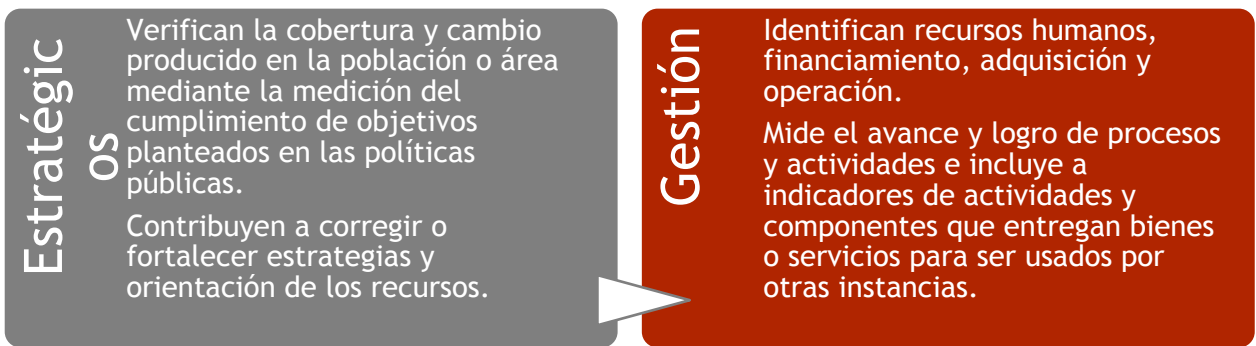 Estratégic
os
Verifican la cobertura y cambio
producido en la población o área
mediante la medición del
cumplimiento de objetivos
planteados en las políticas
públicas.
Contribuyen a corregir o
fortalecer estrategias y
orientación de los recursos.
Gestión
Identifican recursos humanos,
financiamiento, adquisición y
operación.
Mide el avance y logro de procesos
y actividades e incluye a
indicadores de actividades y
componentes que entregan bienes
o servicios para ser usados por
otras instancias.